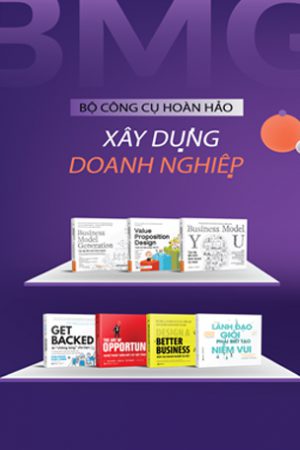 BMG
BỘ CÔNG CỤ HOÀN HẢO
XÂY DỰNG
DOANH NGHIỆP
Business
Model
Generation
Value
Proposition
Design
Business Model
Y U
GET
BACKED
THE ART OF
OPPORTUN
DESIGN A
BETTER
BUSINESS
LÃNH ĐẠO
GIỎI
PHẢI BIẾT TẠO
NIỀM VUI